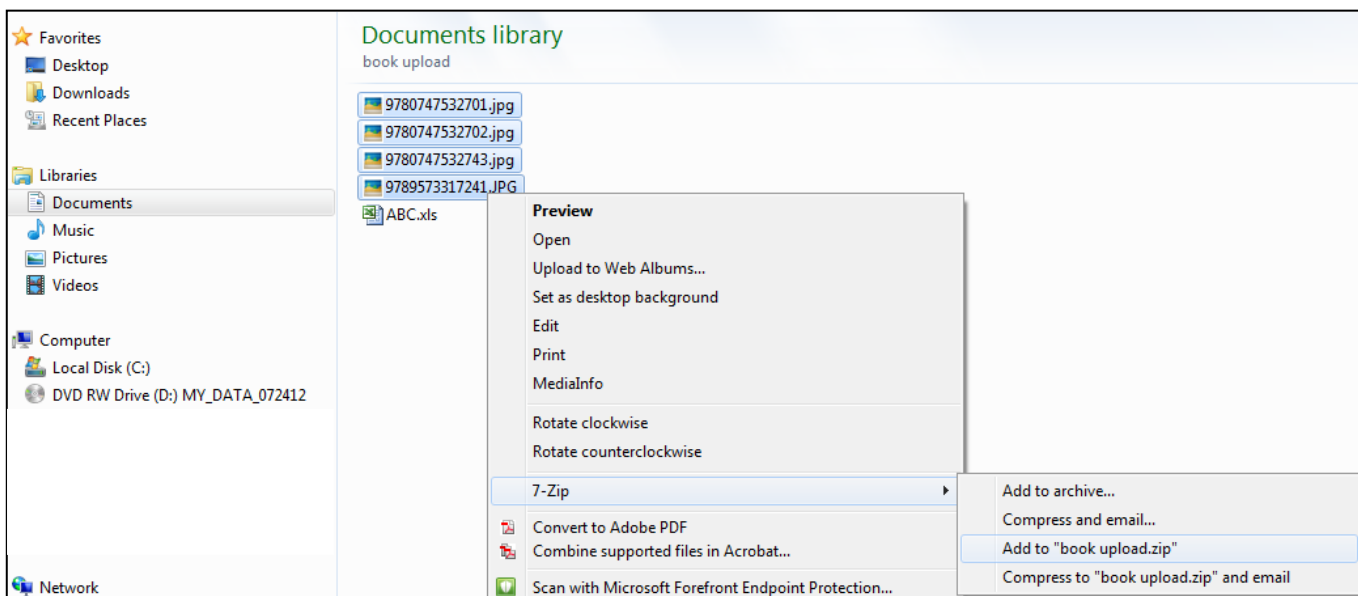 Favorites
Desktop
Downloads
Recent Places
Libraries
Documents
Music
Pictures
Videos
Computer
Local Disk (C:)
DVD RW Drive (D:) MY_DATA_072412
Network
Documents library
book upload
9780747532701.jpg
9780747532702.jpg
9780747532743.jpg
9789573317241.JPG
ABC.xls
Preview
Open
Upload to Web Albums...
Set as desktop background
Edit
Print
MediaInfo
Rotate clockwise
Rotate counterclockwise
7-Zip
Convert to Adobe PDF
Combine supported files in Acrobat...
Scan with Microsoft Forefront Endpoint Protection...
Add to archive...
Compress and email...
Add to "book upload.zip"
Compress to "book upload.zip" and email